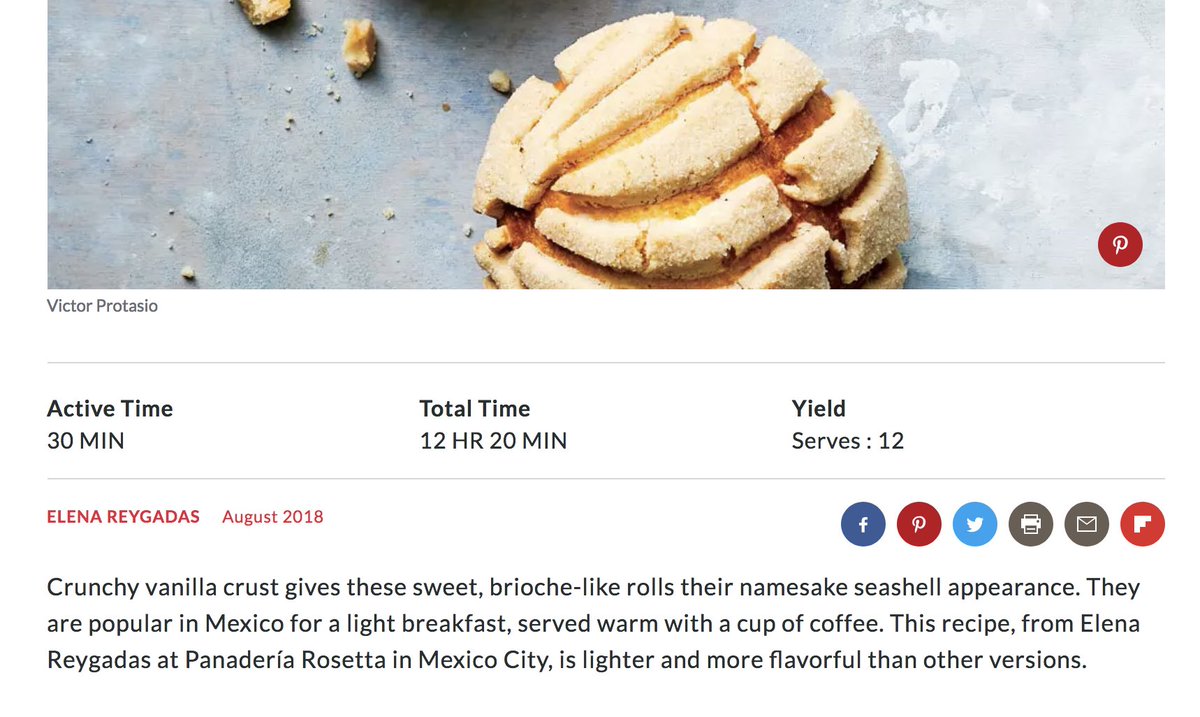 Victor Protasio
Active Time
30 MIN
Total Time
12 HR 20 MIN
Yield
Serves : 12
ELENA REYGADAS August 2018
Crunchy vanilla crust gives these sweet, brioche-like rolls their namesake seashell appearance. They
are popular in Mexico for a light breakfast, served warm with a cup of coffee. This recipe, from Elena
Reygadas at Panadería Rosetta in Mexico City, is lighter and more flavorful than other versions.